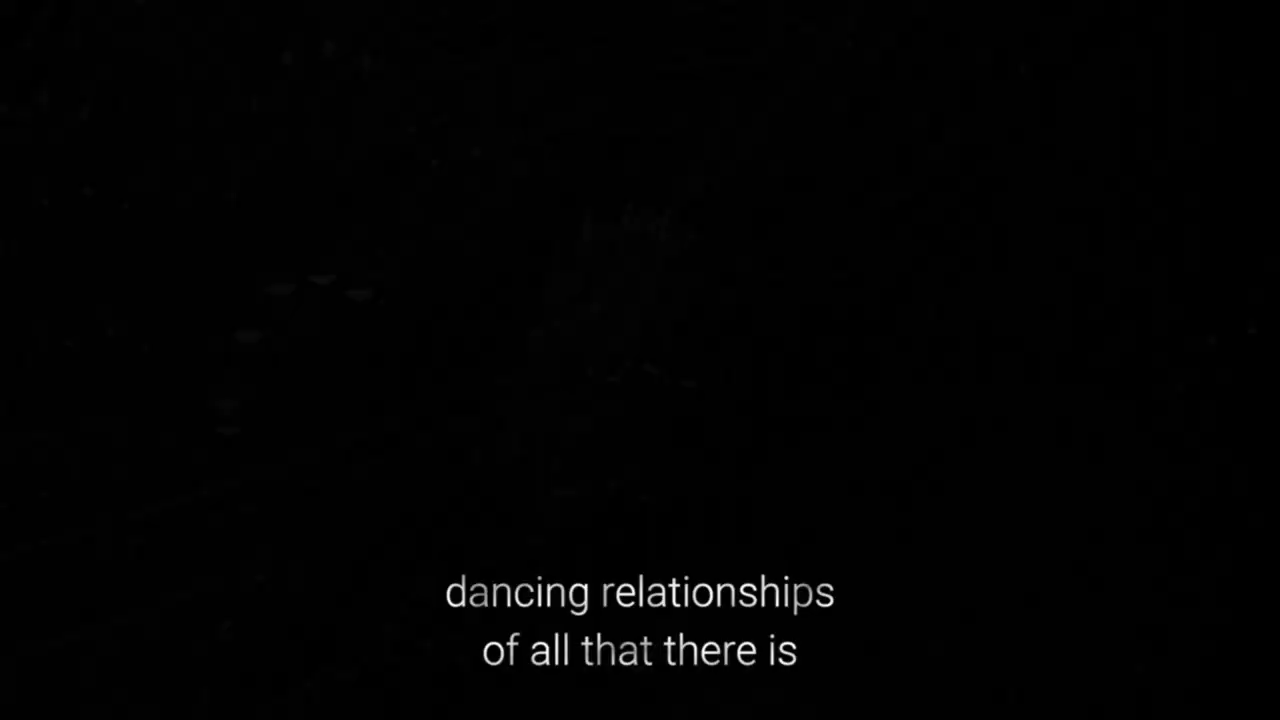 dancing relationships
of all that there is